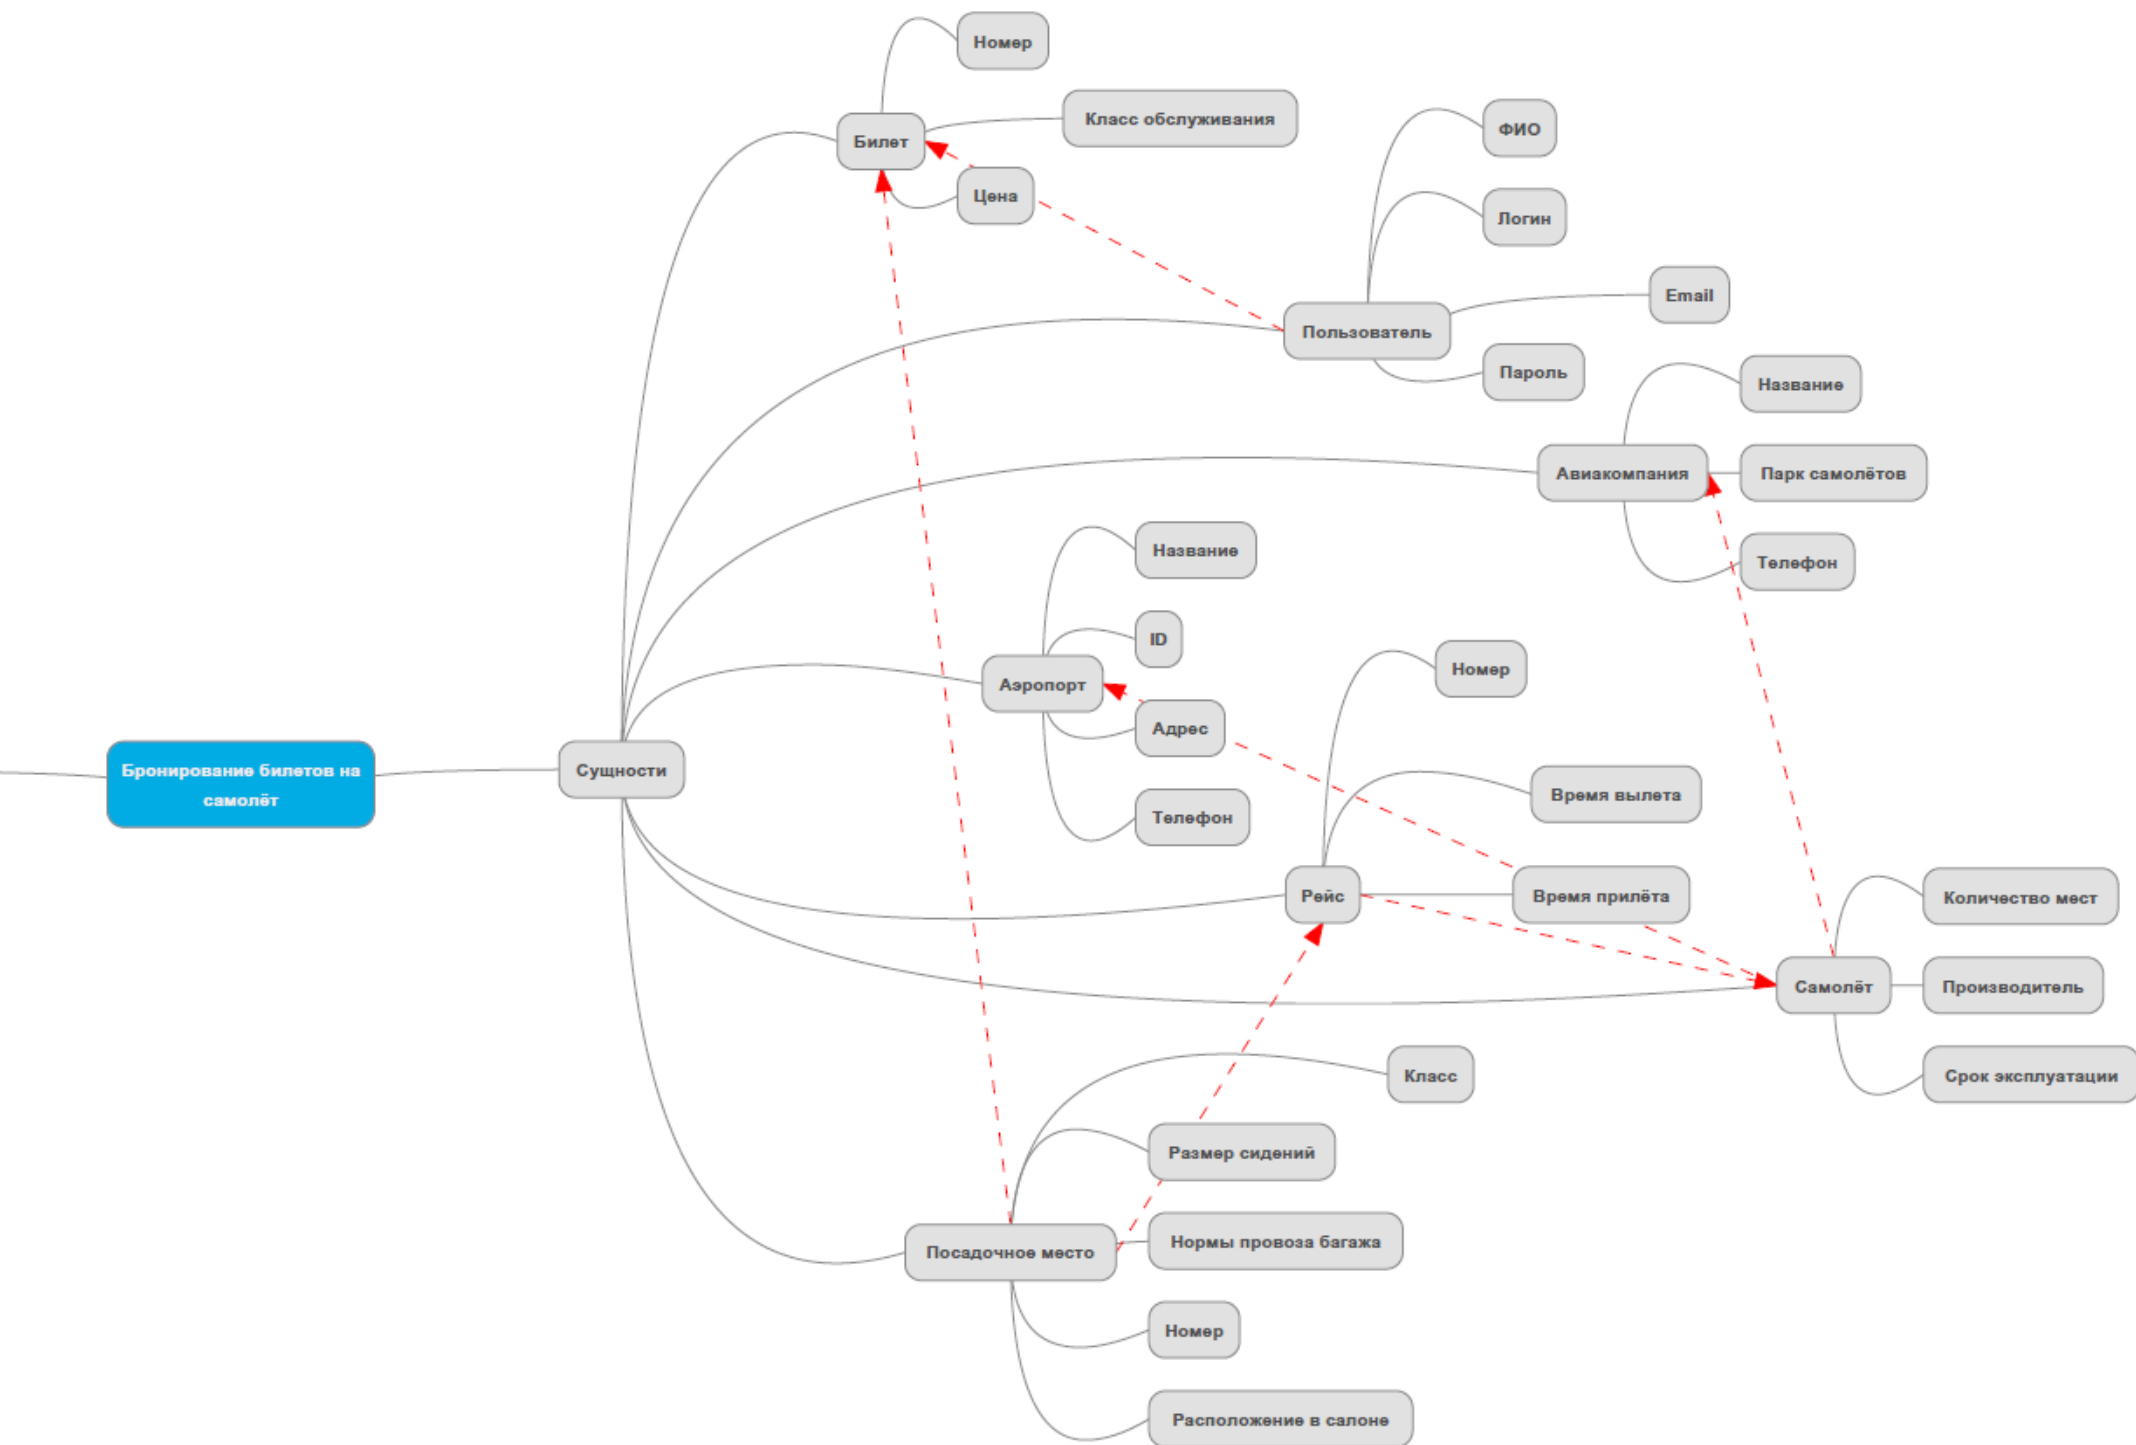 Номер
Класс обслуживания
Билет
Цена
ФИО
Логин
Email
Пользователь
Пароль
Название
Авиакомпания
Парк самолётов
Телефон
Название
ID
Аэропорт
Адрес
Телефон
Бронирование билетов на
самолёт
Сущности
Номер
Время вылета
Рейс
Время прилёта
Количество мест
Самолёт
Производитель
Срок эксплуатации
Класс
Размер сидений
Посадочное место
Нормы провоза багажа
Номер
Расположение в салоне